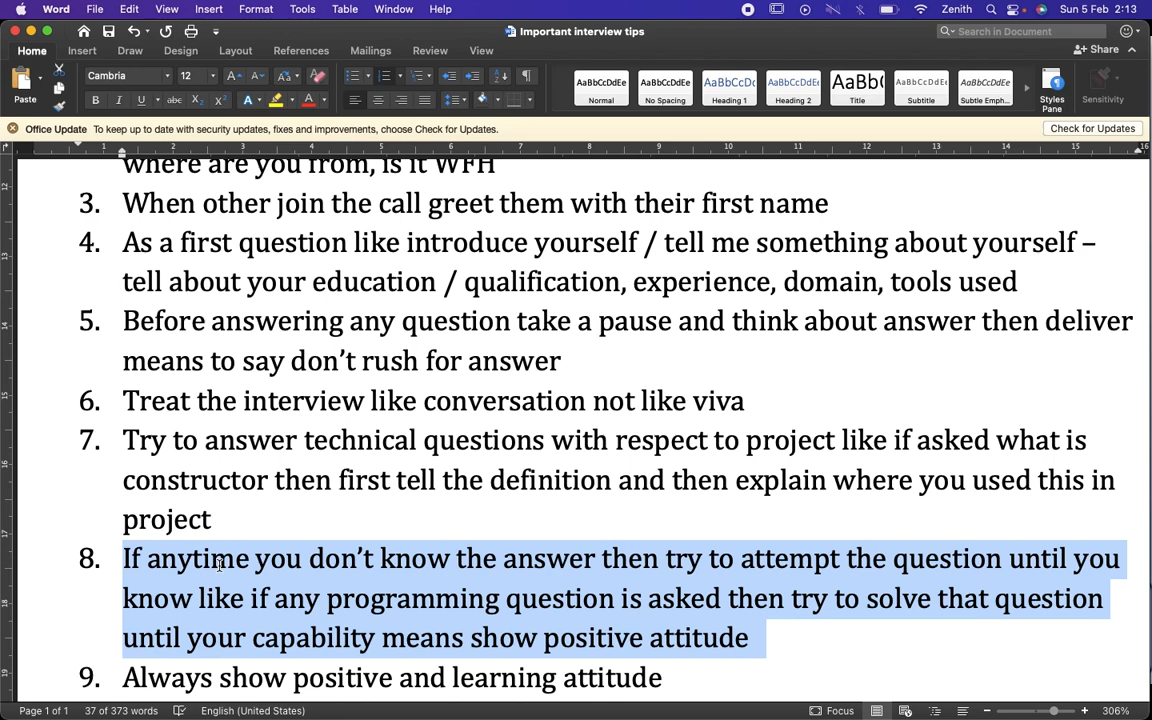 Word File Edit View Insert Format Tools Table Window Help Zenith Sun 5 Feb 2:13
Important interview tips Search in Document
Home Insert Draw Design Layout References Mailings Review View Share
Paste Cambria 12 Styles Pane Sensitivity
AaBbCcDdEe AaBbCcDdEe AaBbCcDc AaBbCcDdEe AaBb( AaBbCcDdEe AaBbCcDdEe
Normal No Spacing Heading 1 Heading 2 Title Subtitle Subtle Emph...
Office Update To keep up to date with security updates, fixes and improvements, choose Check for Updates. Check for Updates
where are you from, is it WFH
3. When other join the call greet them with their first name
4. As a first question like introduce yourself / tell me something about yourself –
tell about your education / qualification, experience, domain, tools used
5. Before answering any question take a pause and think about answer then deliver
means to say don’t rush for answer
6. Treat the interview like conversation not like viva
7. Try to answer technical questions with respect to project like if asked what is
constructor then first tell the definition and then explain where you used this in
project
8. If anytime you don’t know the answer then try to attempt the question until you
know like if any programming question is asked then try to solve that question
until your capability means show positive attitude
9. Always show positive and learning attitude
Page 1 of 1 37 of 373 words English (United States) Focus 306%